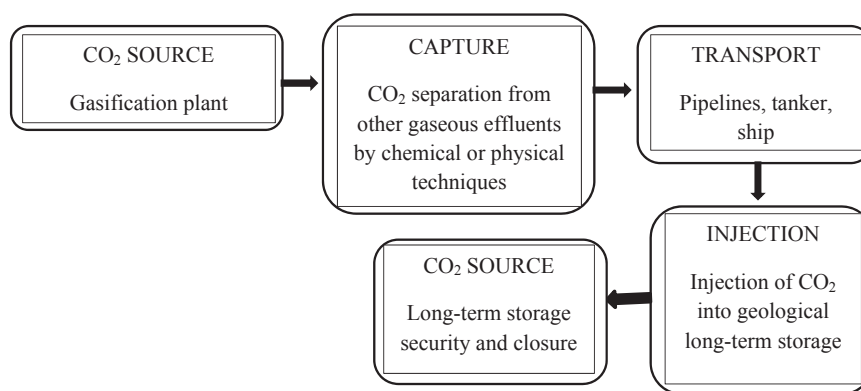 CO₂ SOURCE
Gasification plant
CAPTURE
CO₂ separation from
other gaseous effluents
by chemical or physical
techniques
TRANSPORT
Pipelines, tanker,
ship
INJECTION
Injection of CO₂
into geological
long-term storage
CO₂ SOURCE
Long-term storage
security and closure